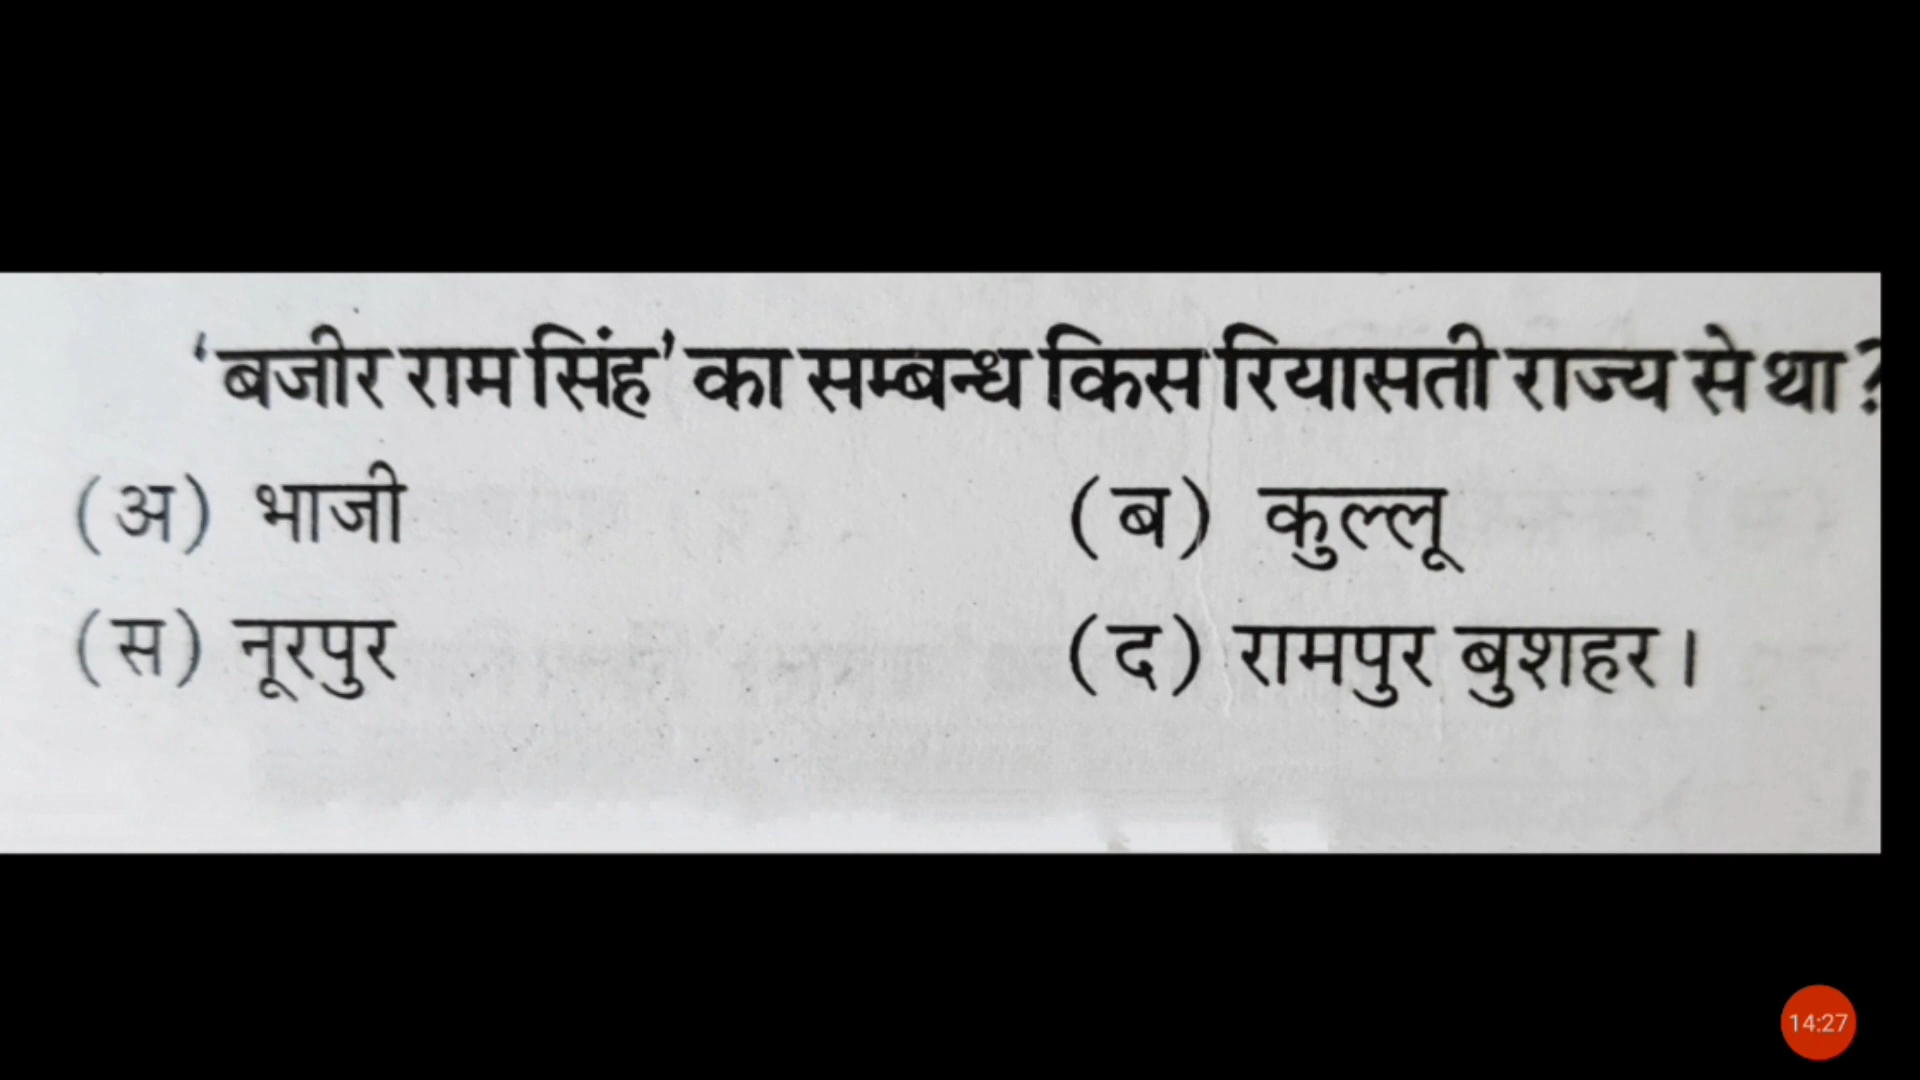 ‘बजीर राम सिंह’ का सम्बन्ध किस रियासती राज्य से था?
(अ) भाजी (ब) कुल्लू
(स) नूरपुर (द) रामपुर बुशहर।
14:27